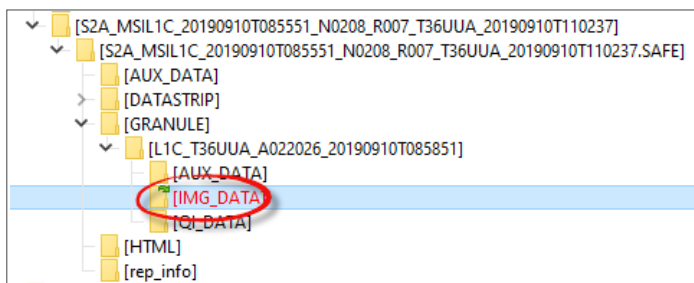 [S2A_MSIL1C_20190910T085551_N0208_R007_T36UUA_20190910T110237]
[S2A_MSIL1C_20190910T085551_N0208_R007_T36UUA_20190910T110237.SAFE]
[AUX_DATA]
[DATASTRIP]
[GRANULE]
[L1C_T36UUA_A022026_20190910T085851]
[AUX_DATA]
[IMG_DATA]
[QI_DATA]
[HTML]
[rep_info]